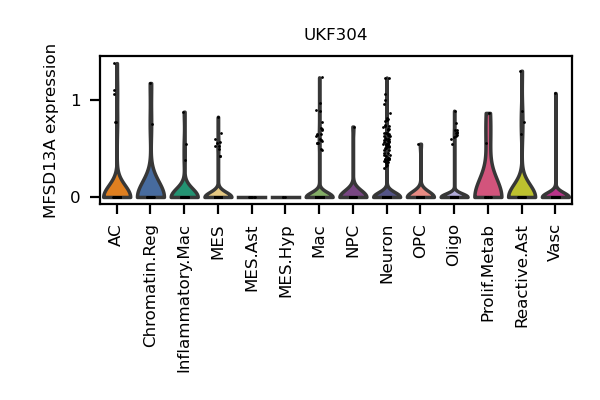 UKF304
MFSD13A expression
1
0
AC
Chromatin.Reg
Inflammatory.Mac
MES
MES.Ast
MES.Hyp
Mac
NPC
Neuron
OPC
Oligo
Prolif.Metab
Reactive.Ast
Vasc